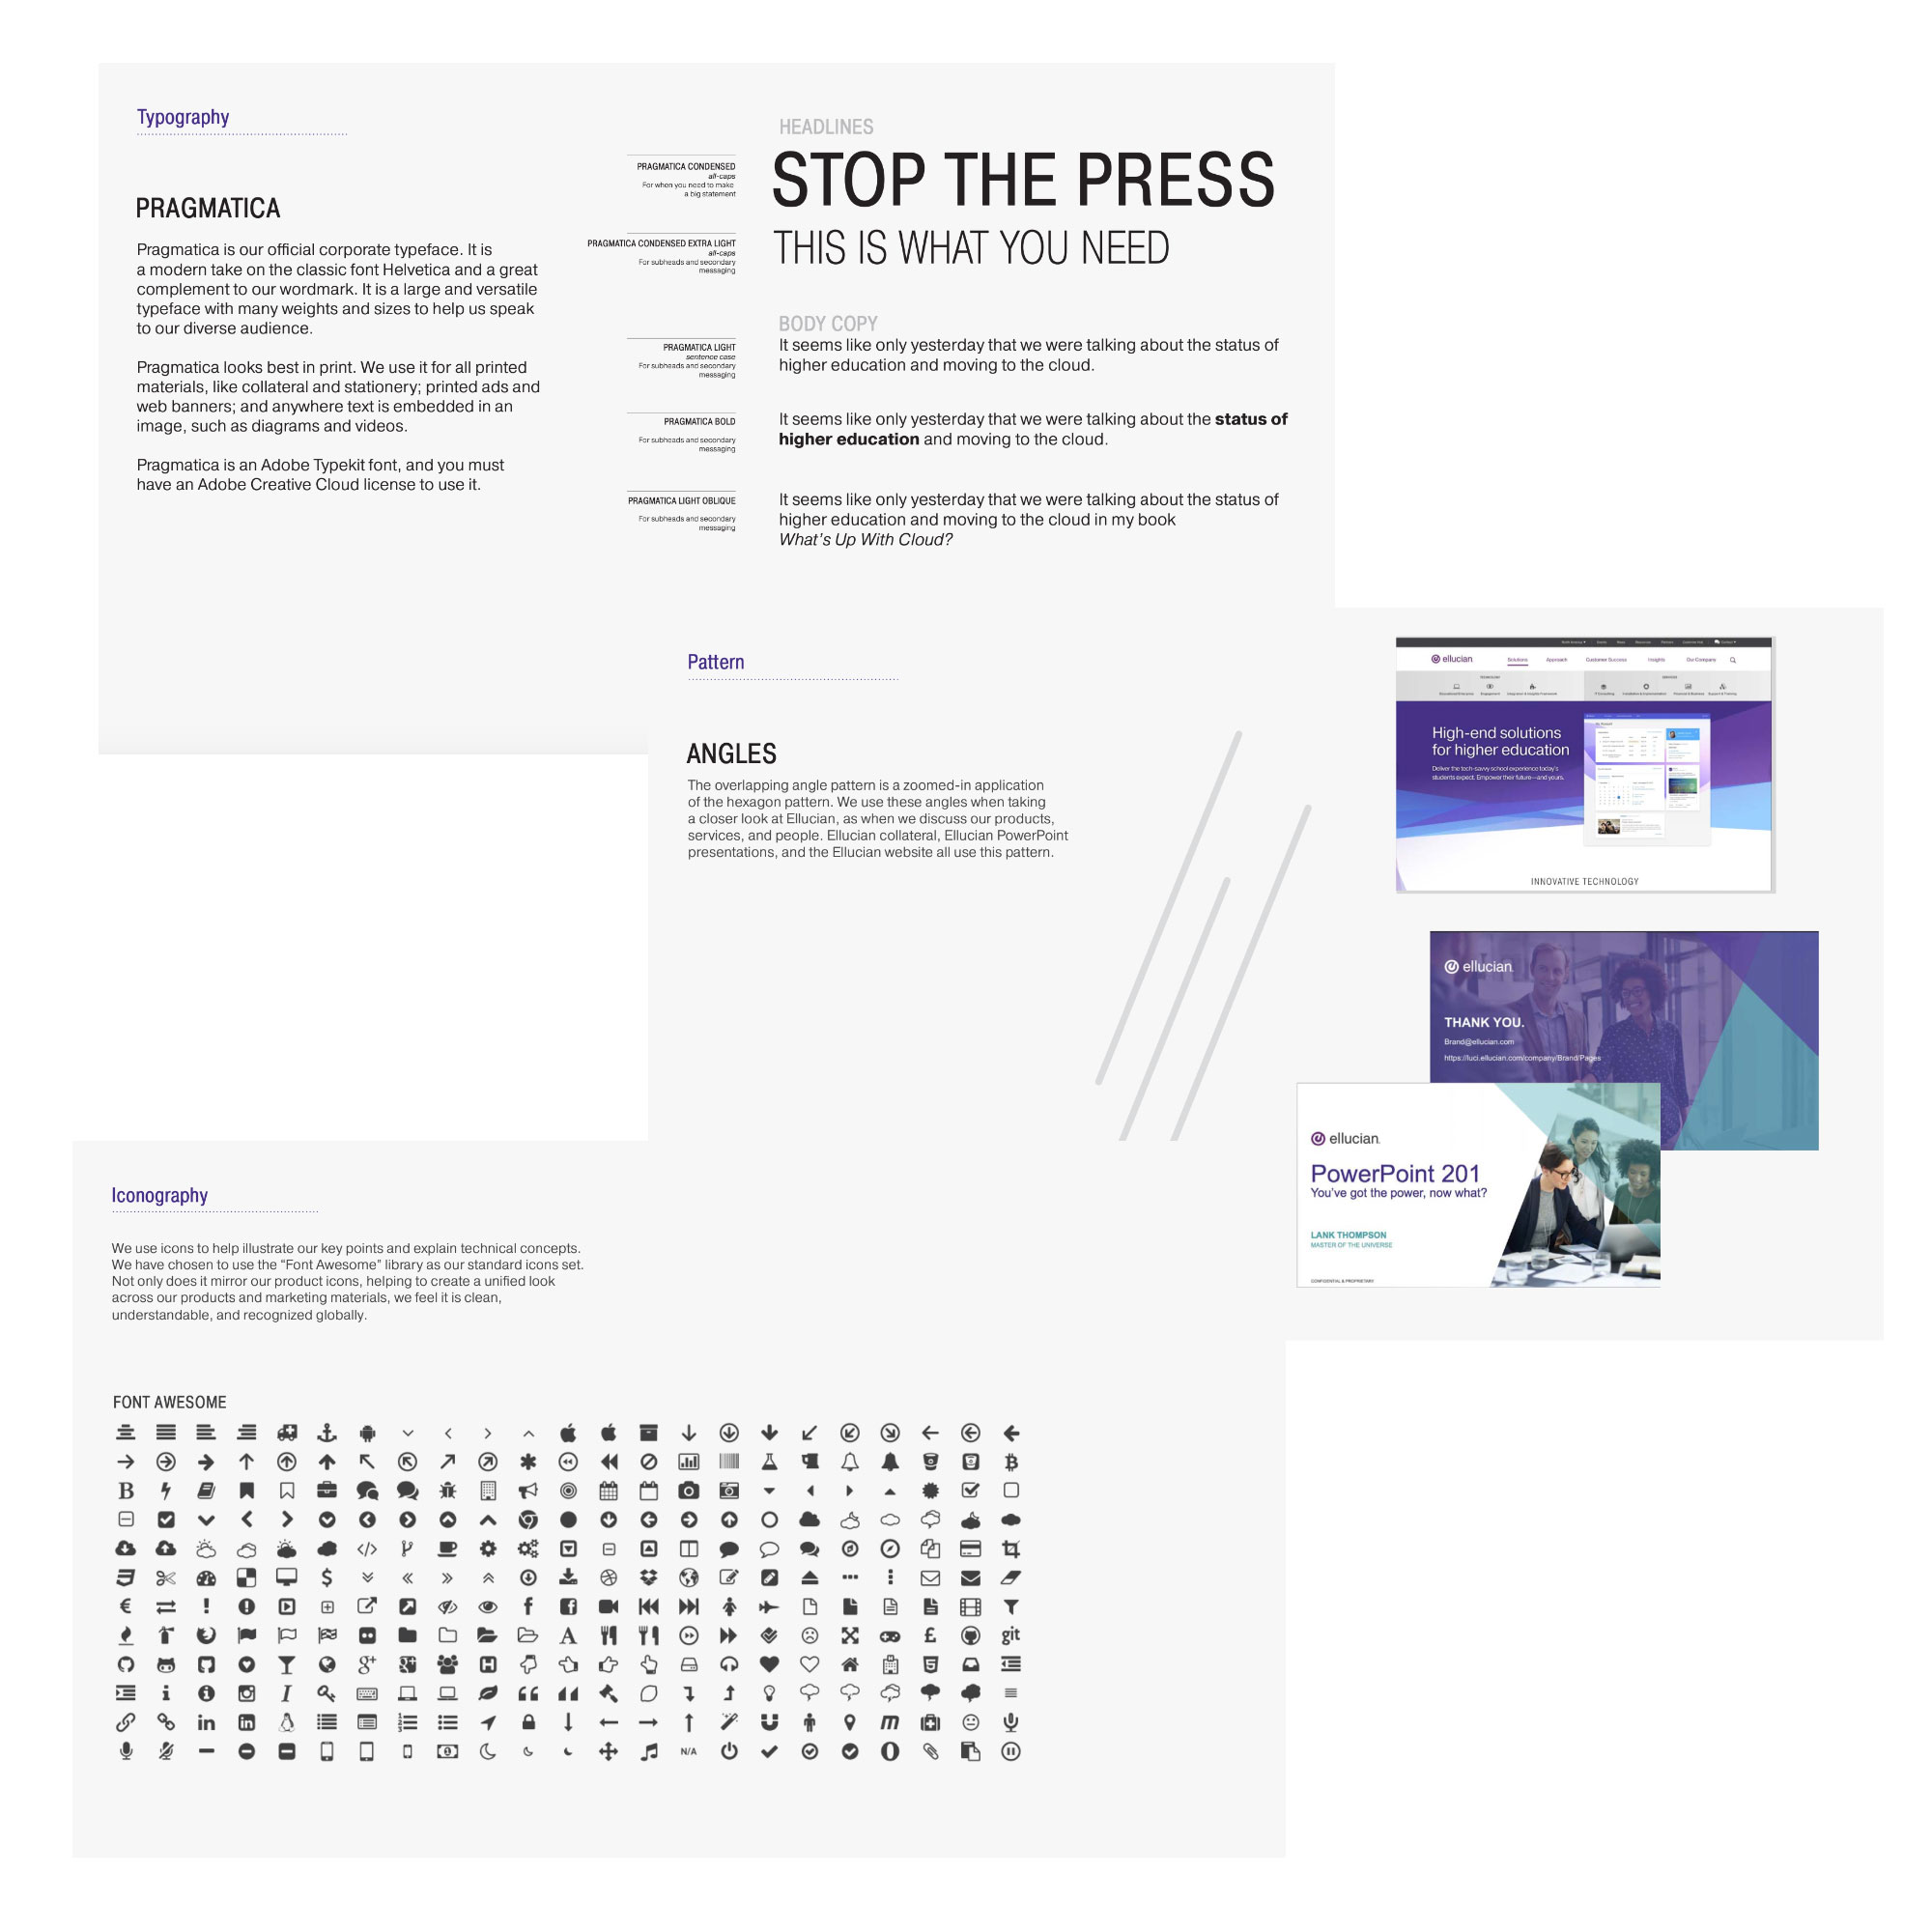 Typography
PRAGMATICA
Pragmatica is our official corporate typeface. It is
a modern take on the classic font Helvetica and a great
complement to our wordmark. It is a large and versatile
typeface with many weights and sizes to help us speak
to our diverse audience.
Pragmatica looks best in print. We use it for all printed
materials, like collateral and stationery; printed ads and
web banners; and anywhere text is embedded in an
image, such as diagrams and videos.
Pragmatica is an Adobe Typekit font, and you must
have an Adobe Creative Cloud license to use it.
HEADLINES
PRAGMATICA CONDENSED
all-caps
For when you need to make
a big statement
STOP THE PRESS
PRAGMATICA CONDENSED EXTRA LIGHT
all-caps
For subheads and secondary
messaging
THIS IS WHAT YOU NEED
BODY COPY
PRAGMATICA LIGHT
sentence case
For subheads and secondary
messaging
It seems like only yesterday that we were talking about the status of
higher education and moving to the cloud.
PRAGMATICA BOLD
For subheads and secondary
messaging
It seems like only yesterday that we were talking about the status of
higher education and moving to the cloud.
PRAGMATICA LIGHT OBLIQUE
For subheads and secondary
messaging
It seems like only yesterday that we were talking about the status of
higher education and moving to the cloud in my book
What's Up With Cloud?
Pattern
ANGLES
The overlapping angle pattern is a zoomed-in application
of the hexagon pattern. We use these angles when taking
a closer look at Ellucian, as when we discuss our products,
services, and people. Ellucian collateral, Ellucian PowerPoint
presentations, and the Ellucian website all use this pattern.
ellucian.
Solutions Approach Customer Success Insights Our Company
High-end solutions
for higher education
Deliver the tech-savvy school experience today's
students expect. Empower their future—and yours.
INNOVATIVE TECHNOLOGY
ellucian.
THANK YOU.
Brand@ellucian.com
https://luci.ellucian.com/company/Brand/Pages
ellucian.
PowerPoint 201
You've got the power, now what?
LANK THOMPSON
MASTER OF THE UNIVERSE
CONFIDENTIAL & PROPRIETARY
Iconography
We use icons to help illustrate our key points and explain technical concepts.
We have chosen to use the "Font Awesome" library as our standard icons set.
Not only does it mirror our product icons, helping to create a unified look
across our products and marketing materials, we feel it is clean,
understandable, and recognized globally.
FONT AWESOME
git
N/A